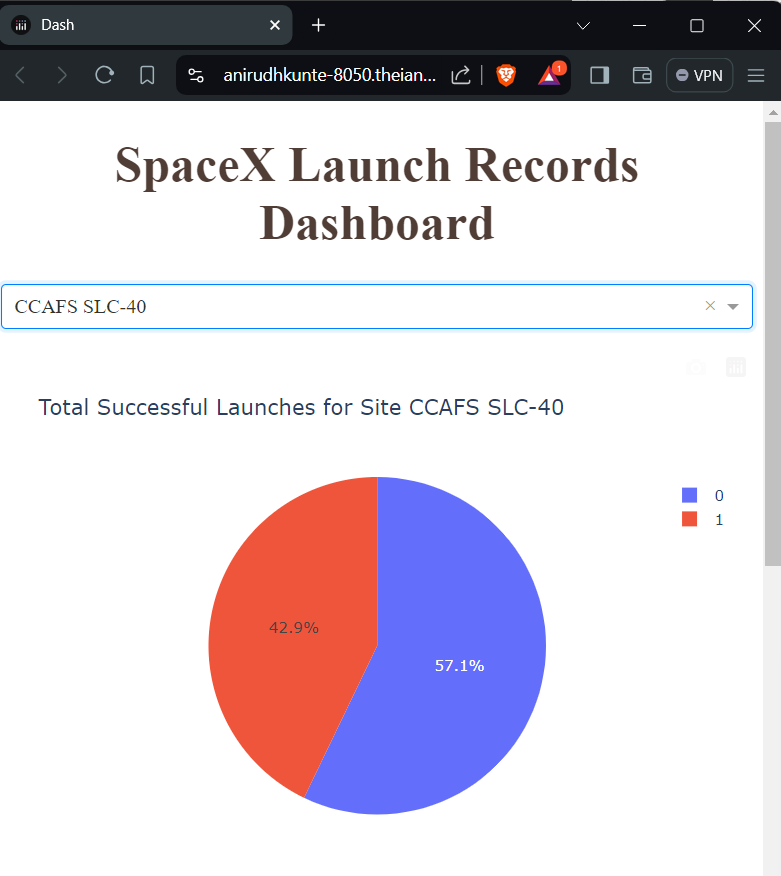 Dash
anirudhkunte-8050.theian...
1
VPN
SpaceX Launch Records
Dashboard
CCAFS SLC-40
Total Successful Launches for Site CCAFS SLC-40
0
1
42.9%
57.1%